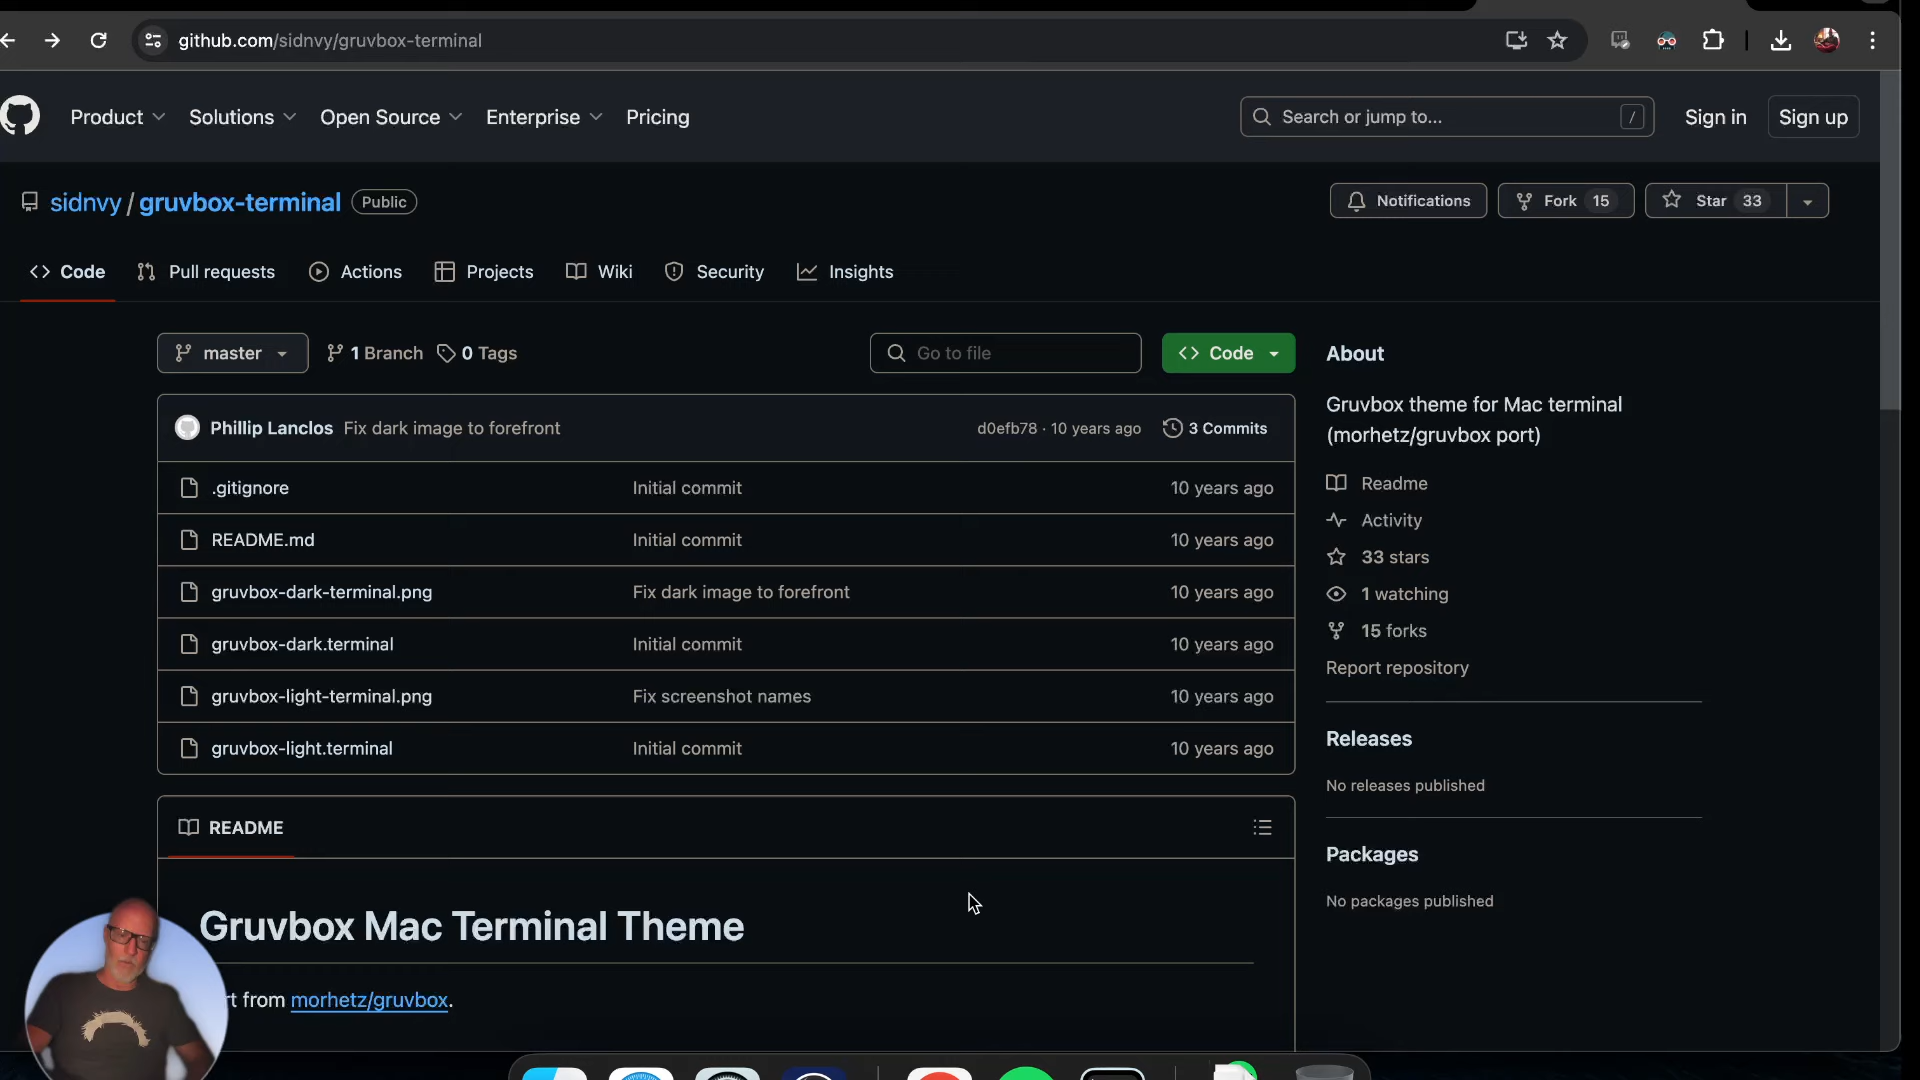 github.com/sidnvy/gruvbox-terminal
Product Solutions Open Source Enterprise Pricing Search or jump to... / Sign in Sign up
sidnvy / gruvbox-terminal Public Notifications Fork 15 Star 33
Code Pull requests Actions Projects Wiki Security Insights
master 1 Branch 0 Tags Go to file Code
Phillip Lanclos Fix dark image to forefront d0efb78 · 10 years ago 3 Commits
.gitignore Initial commit 10 years ago
README.md Initial commit 10 years ago
gruvbox-dark-terminal.png Fix dark image to forefront 10 years ago
gruvbox-dark.terminal Initial commit 10 years ago
gruvbox-light-terminal.png Fix screenshot names 10 years ago
gruvbox-light.terminal Initial commit 10 years ago
README
Gruvbox Mac Terminal Theme
rt from morhetz/gruvbox.
About
Gruvbox theme for Mac terminal
(morhetz/gruvbox port)
Readme
Activity
33 stars
1 watching
15 forks
Report repository
Releases
No releases published
Packages
No packages published